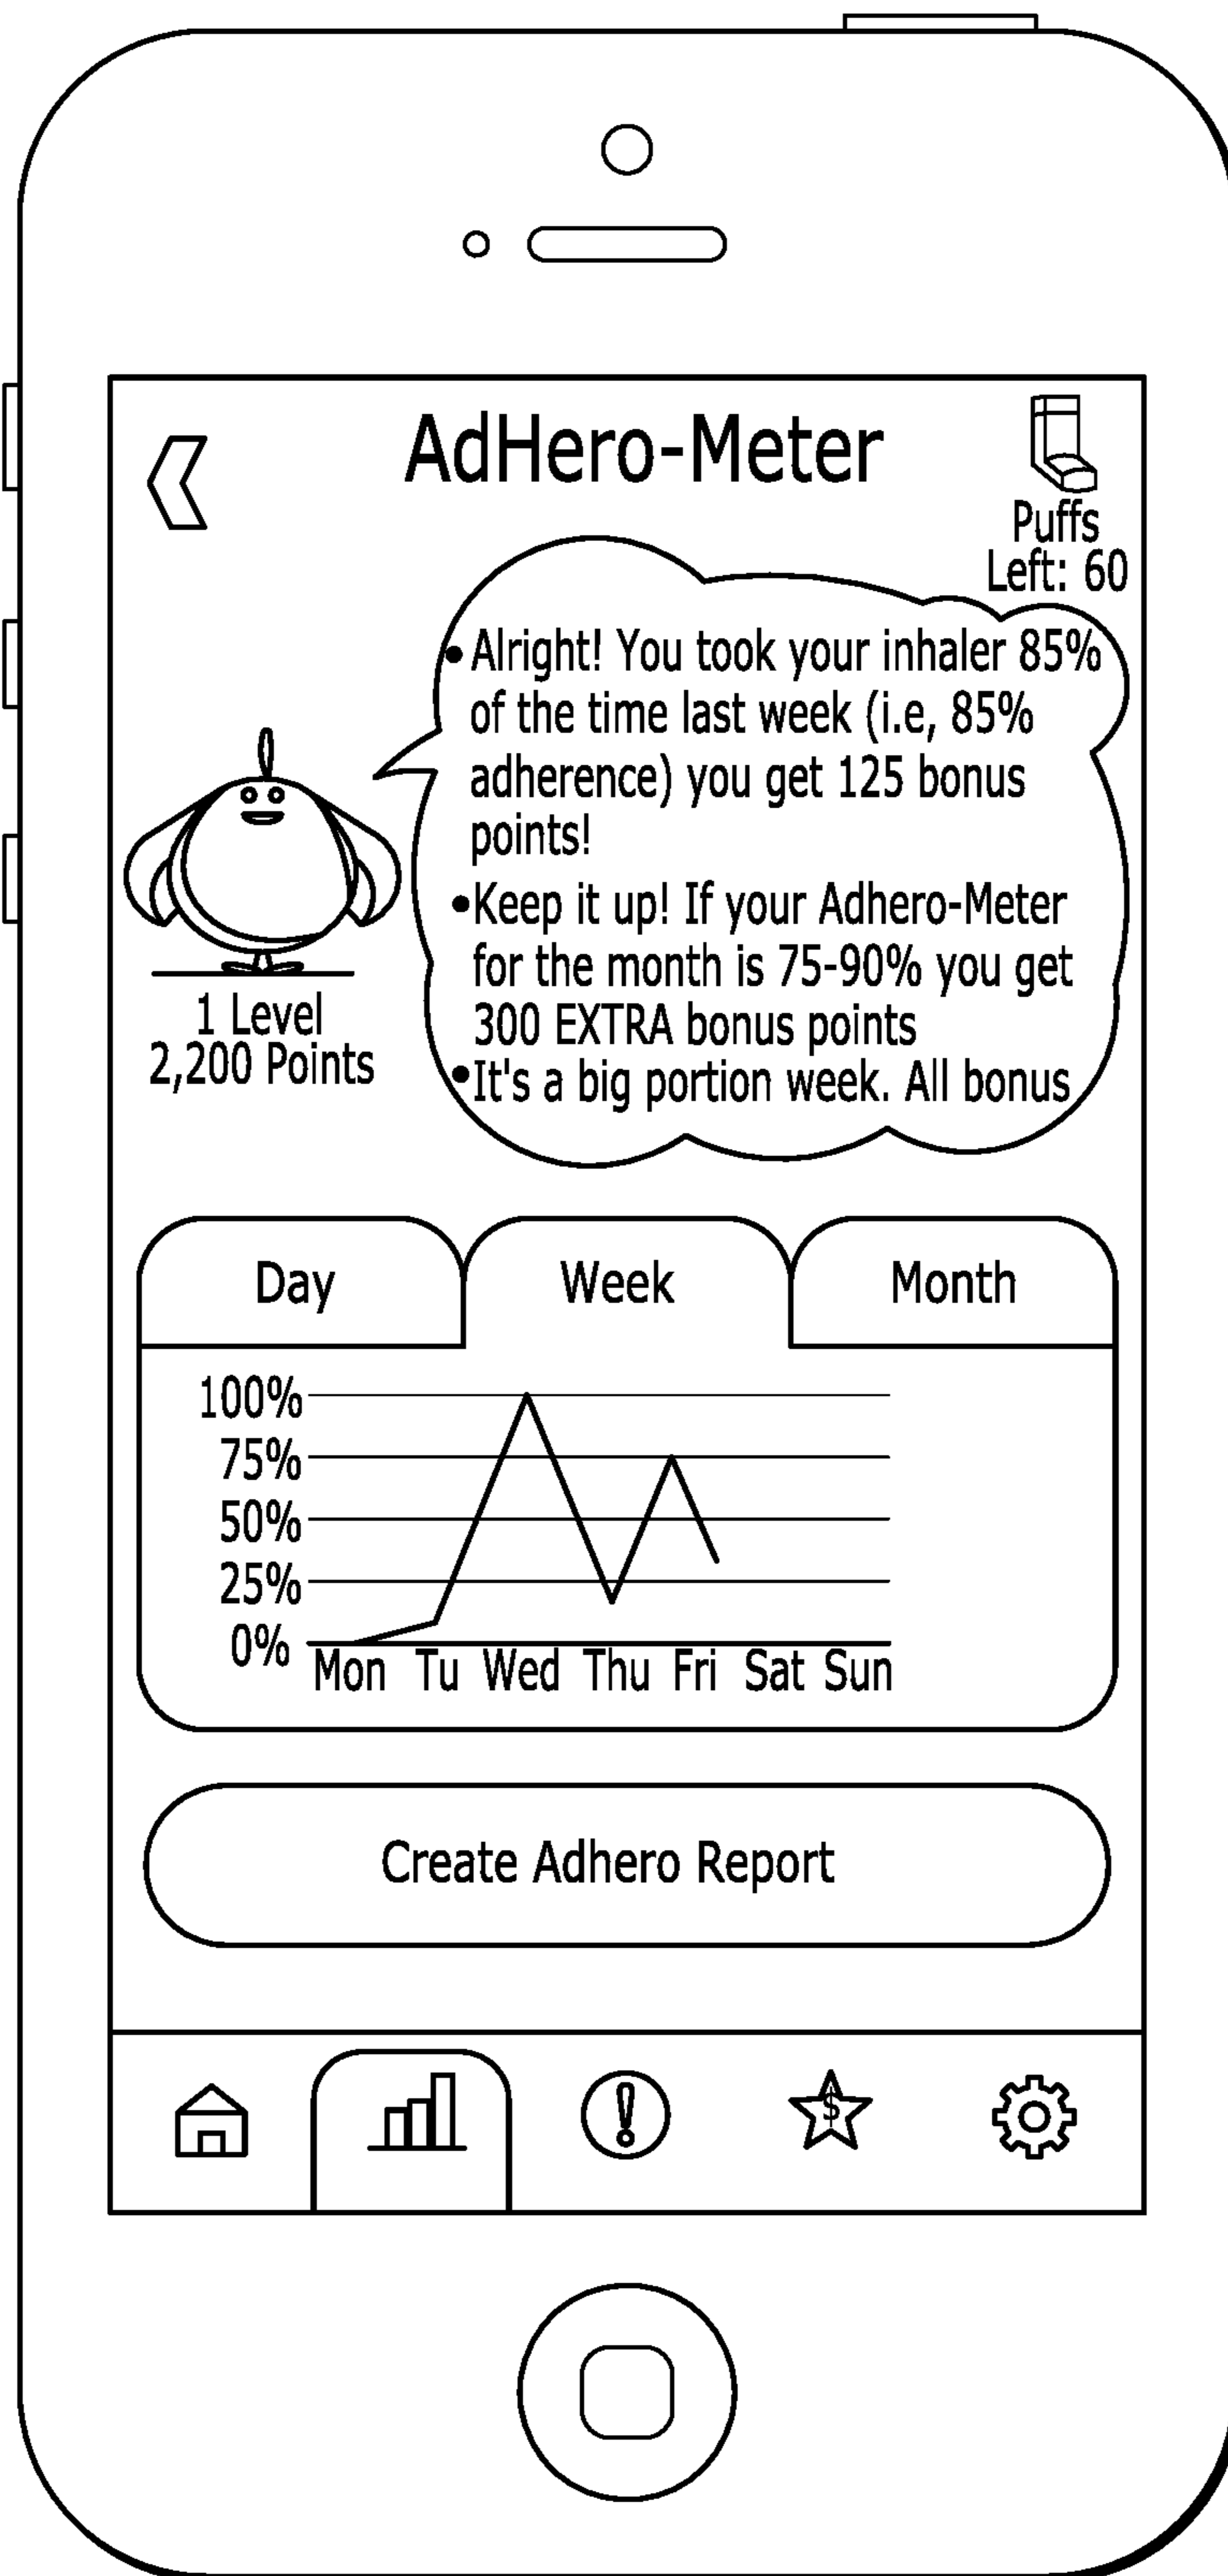 AdHero-Meter
Puffs
Left: 60
• Alright! You took your inhaler 85%
of the time last week (i.e, 85%
adherence) you get 125 bonus
points!
•Keep it up! If your Adhero-Meter
for the month is 75-90% you get
300 EXTRA bonus points
•It's a big portion week. All bonus
1 Level
2,200 Points
Day Week Month
100%
75%
50%
25%
0%
Mon Tu Wed Thu Fri Sat Sun
Create Adhero Report
$